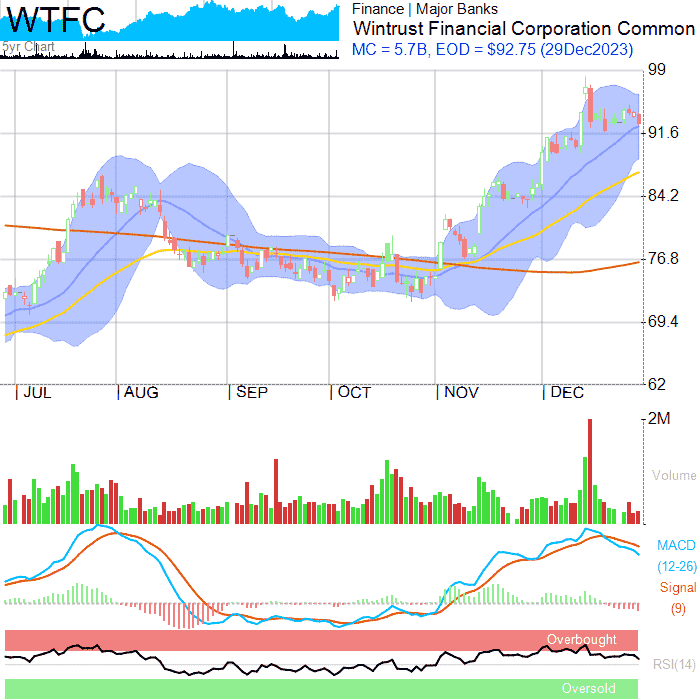 WTFC
5yr Chart
Finance | Major Banks
Wintrust Financial Corporation Common
MC = 5.7B, EOD = $92.75 (29Dec2023)
99
91.6
84.2
76.8
69.4
62
JUL AUG SEP OCT NOV DEC
2M
Volume
MACD
(12-26)
Signal
(9)
Overbought
RSI(14)
Oversold